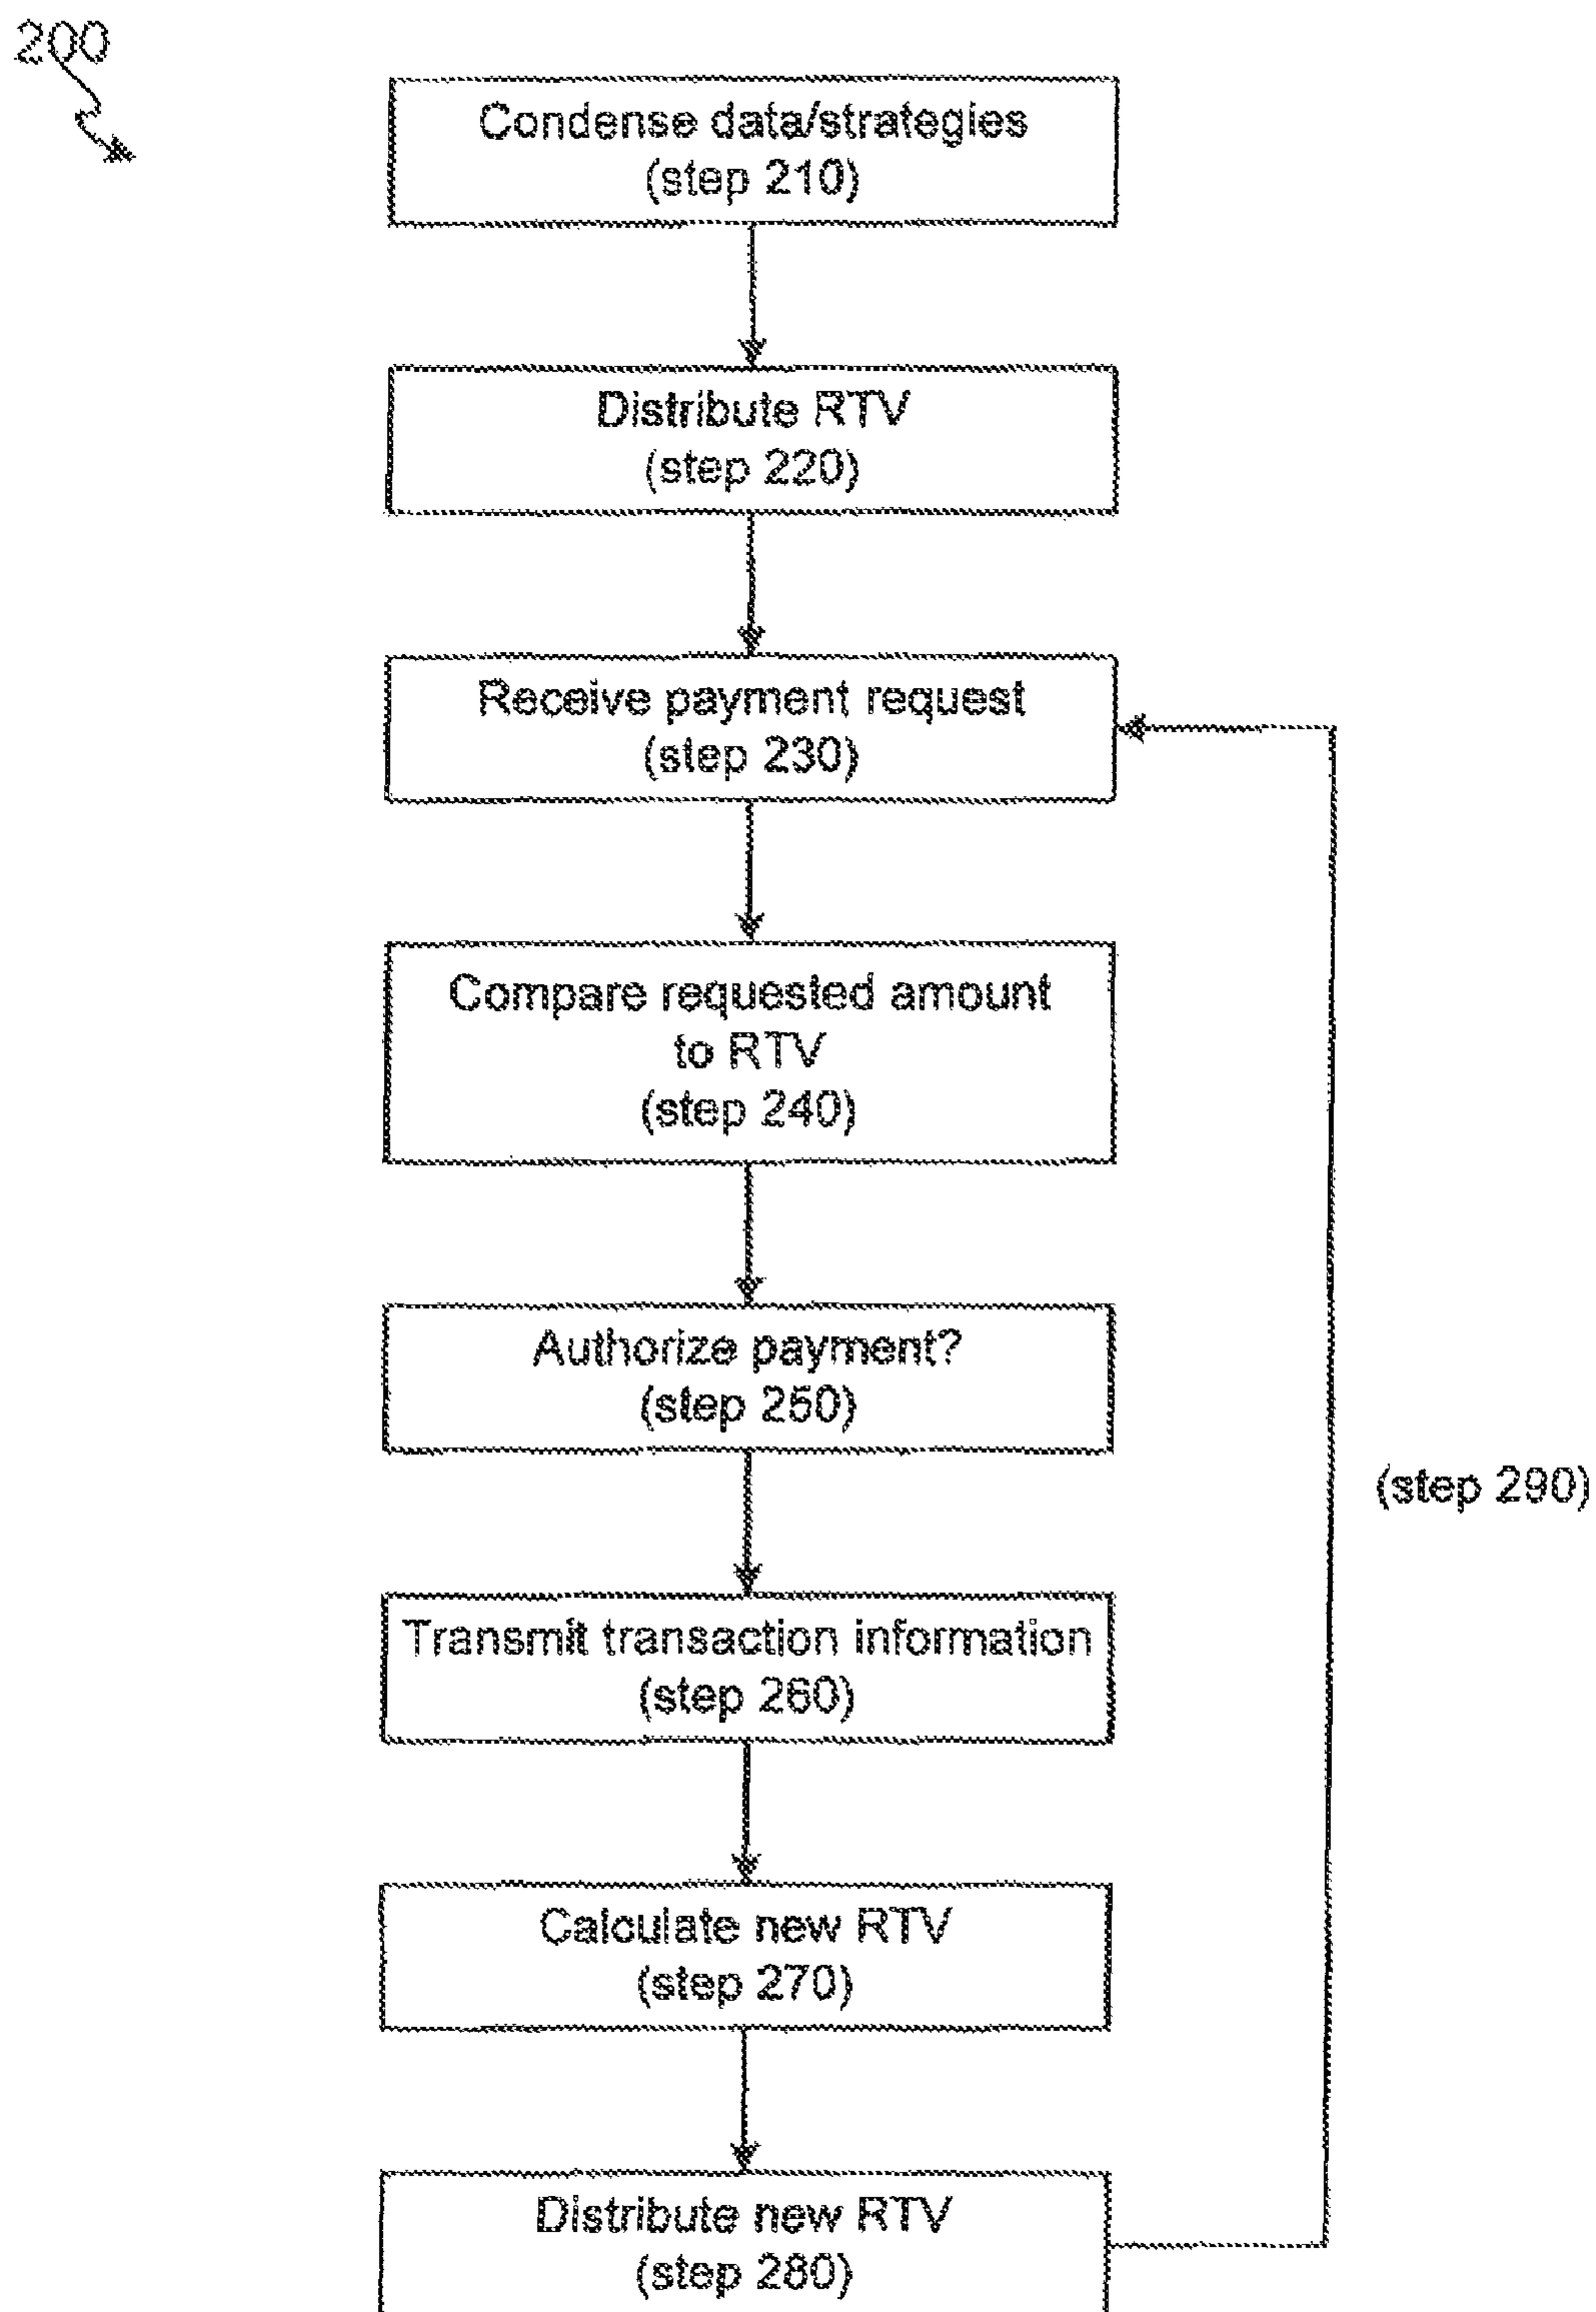 200
Condense data/strategies
(step 210)
Distribute RTV
(step 220)
Receive payment request
(step 230)
Compare requested amount
to RTV
(step 240)
Authorize payment?
(step 250)
(step 290)
Transmit transaction information
(step 260)
Calculate new RTV
(step 270)
Distribute new RTV
(step 280)